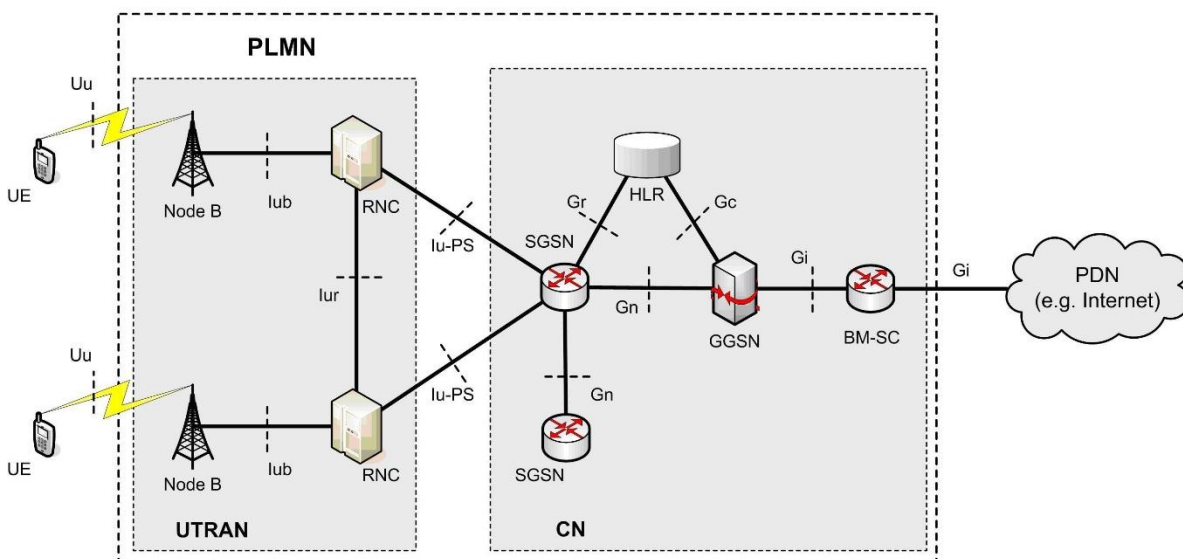 PLMN
Uu
UE
Node B
Iub
RNC
Iu-PS
Iur
Uu
UE
Node B
Iub
RNC
Iu-PS
UTRAN
HLR
Gr
Gc
SGSN
Gn
GGSN
Gi
BM-SC
Gn
SGSN
CN
Gi
PDN
(e.g. Internet)